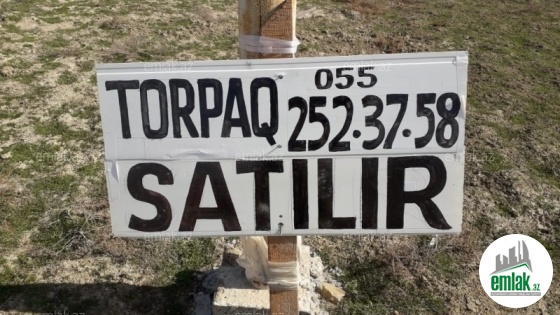 TORPAQ 055
252-37-58
SATILIR
emlak.az